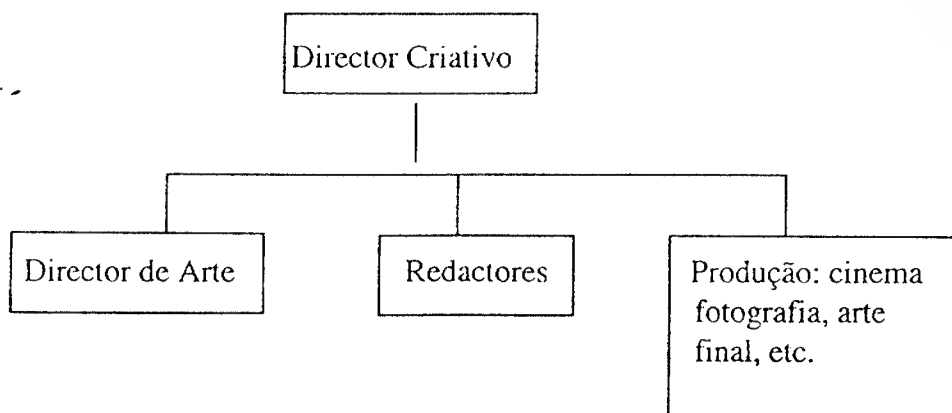 Director Criativo
Director de Arte
Redactores
Produção: cinema
fotografia, arte
final, etc.